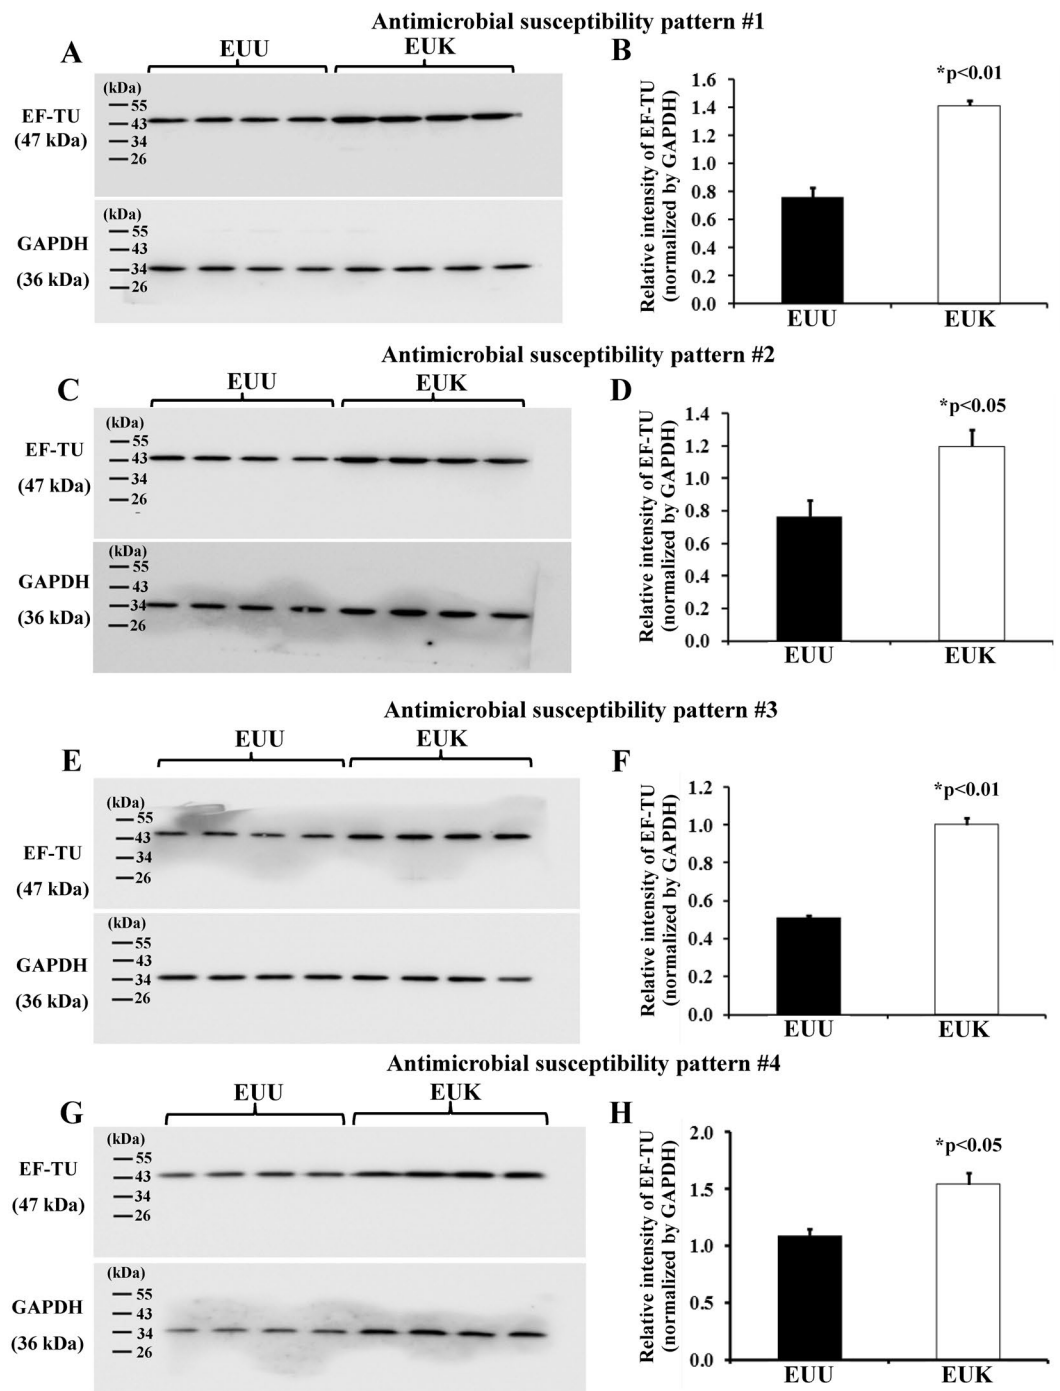 Antimicrobial susceptibility pattern #1
A
EUU
EUK
B
(kDa)
55
43
34
26
EF-TU
(47 kDa)
(kDa)
55
43
34
26
GAPDH
(36 kDa)
Relative intensity of EF-TU
(normalized by GAPDH)
1.6
1.4
1.2
1.0
0.8
0.6
0.4
0.2
0.0
*p<0.01
EUU
EUK
Antimicrobial susceptibility pattern #2
C
EUU
EUK
D
(kDa)
55
43
34
26
EF-TU
(47 kDa)
(kDa)
55
43
34
26
GAPDH
(36 kDa)
Relative intensity of EF-TU
(normalized by GAPDH)
1.4
1.2
1.0
0.8
0.6
0.4
0.2
0.0
*p<0.05
EUU
EUK
Antimicrobial susceptibility pattern #3
E
EUU
EUK
F
(kDa)
55
43
34
26
EF-TU
(47 kDa)
(kDa)
55
43
34
26
GAPDH
(36 kDa)
Relative intensity of EF-TU
(normalized by GAPDH)
1.2
1.0
0.8
0.6
0.4
0.2
0.0
*p<0.01
EUU
EUK
Antimicrobial susceptibility pattern #4
G
EUU
EUK
H
(kDa)
55
43
34
26
EF-TU
(47 kDa)
(kDa)
55
43
34
26
GAPDH
(36 kDa)
Relative intensity of EF-TU
(normalized by GAPDH)
2.0
1.5
1.0
0.5
0.0
*p<0.05
EUU
EUK